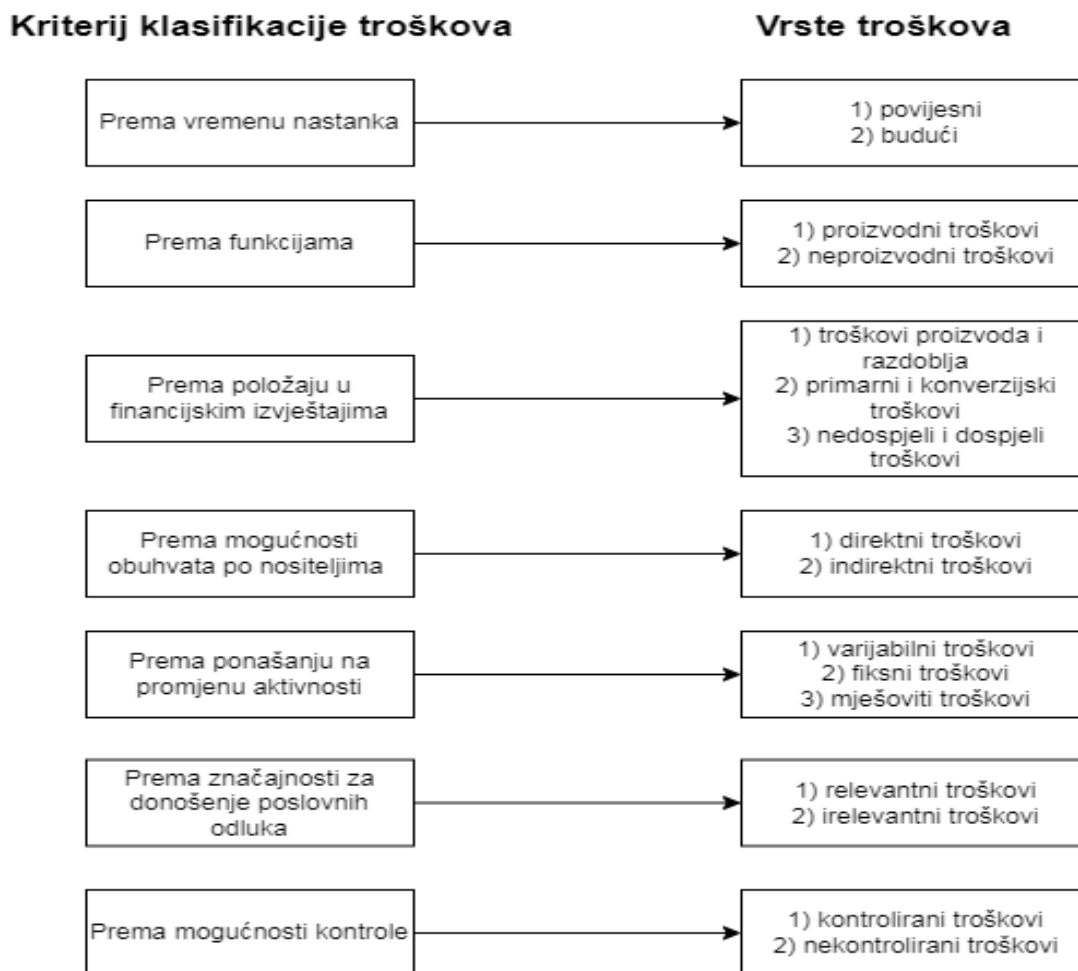 Kriterij klasifikacije troškova
Vrste troškova
Prema vremenu nastanka
1) povijesni
2) budući
Prema funkcijama
1) proizvodni troškovi
2) neproizvodni troškovi
Prema položaju u
financijskim izvještajima
1) troškovi proizvoda i
razdoblja
2) primarni i konverzijski
troškovi
3) nedospjeli i dospjeli
troškovi
Prema mogućnosti
obuhvata po nositeljima
1) direktni troškovi
2) indirektni troškovi
Prema ponašanju na
promjenu aktivnosti
1) varijabilni troškovi
2) fiksni troškovi
3) mješoviti troškovi
Prema značajnosti za
donošenje poslovnih
odluka
1) relevantni troškovi
2) irelevantni troškovi
Prema mogućnosti kontrole
1) kontrolirani troškovi
2) nekontrolirani troškovi